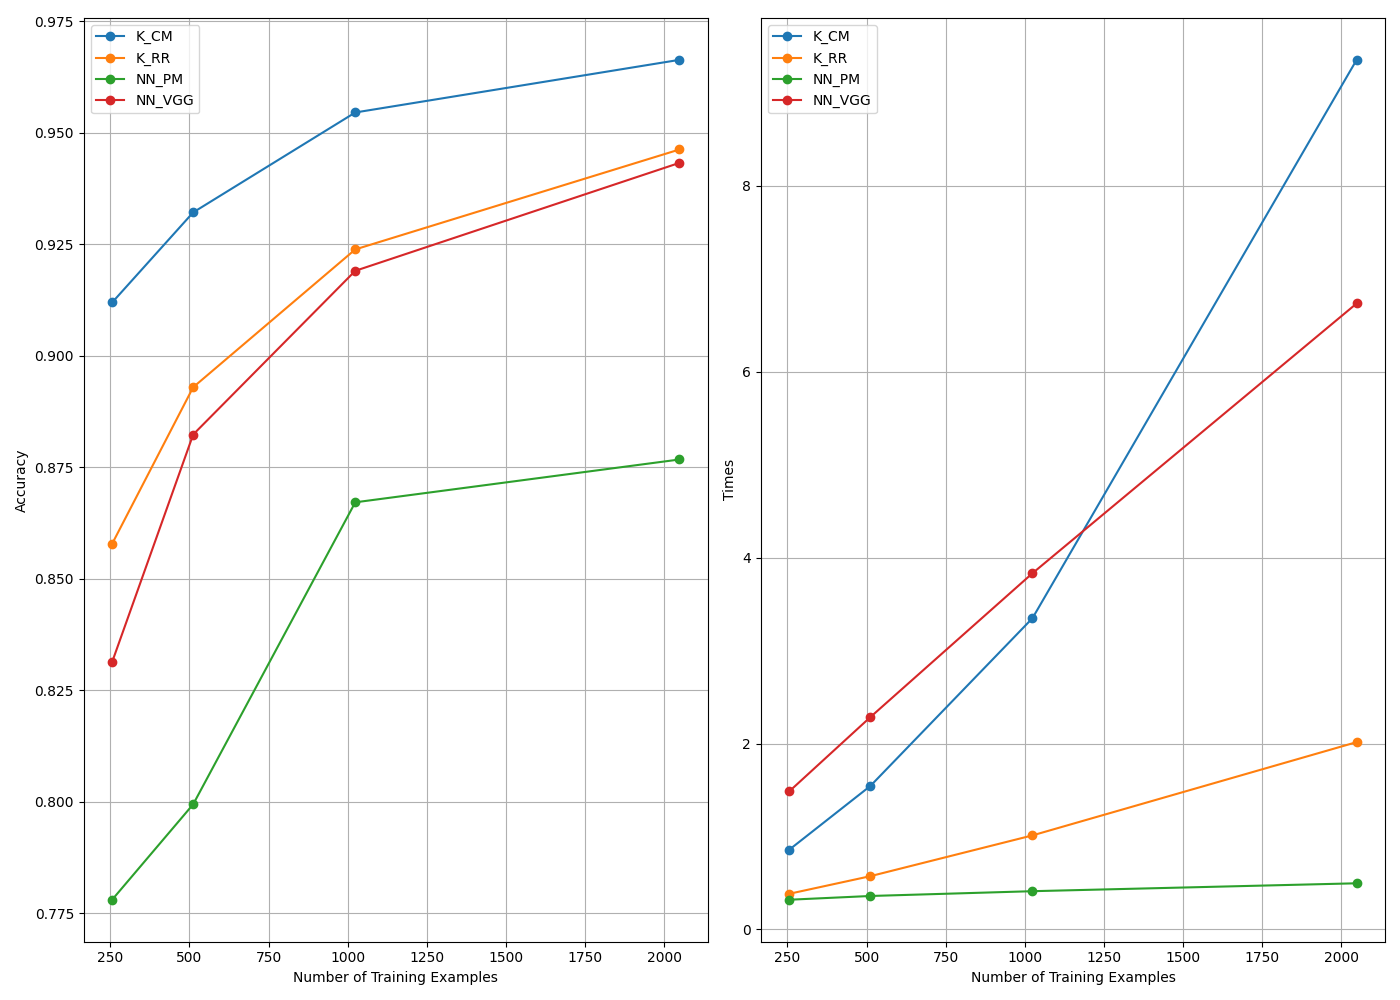 K_CM
K_RR
NN_PM
NN_VGG
0.975
0.950
0.925
0.900
0.875
0.850
0.825
0.800
0.775
Accuracy
250 500 750 1000 1250 1500 1750 2000
Number of Training Examples
K_CM
K_RR
NN_PM
NN_VGG
8
6
4
2
0
Times
250 500 750 1000 1250 1500 1750 2000
Number of Training Examples